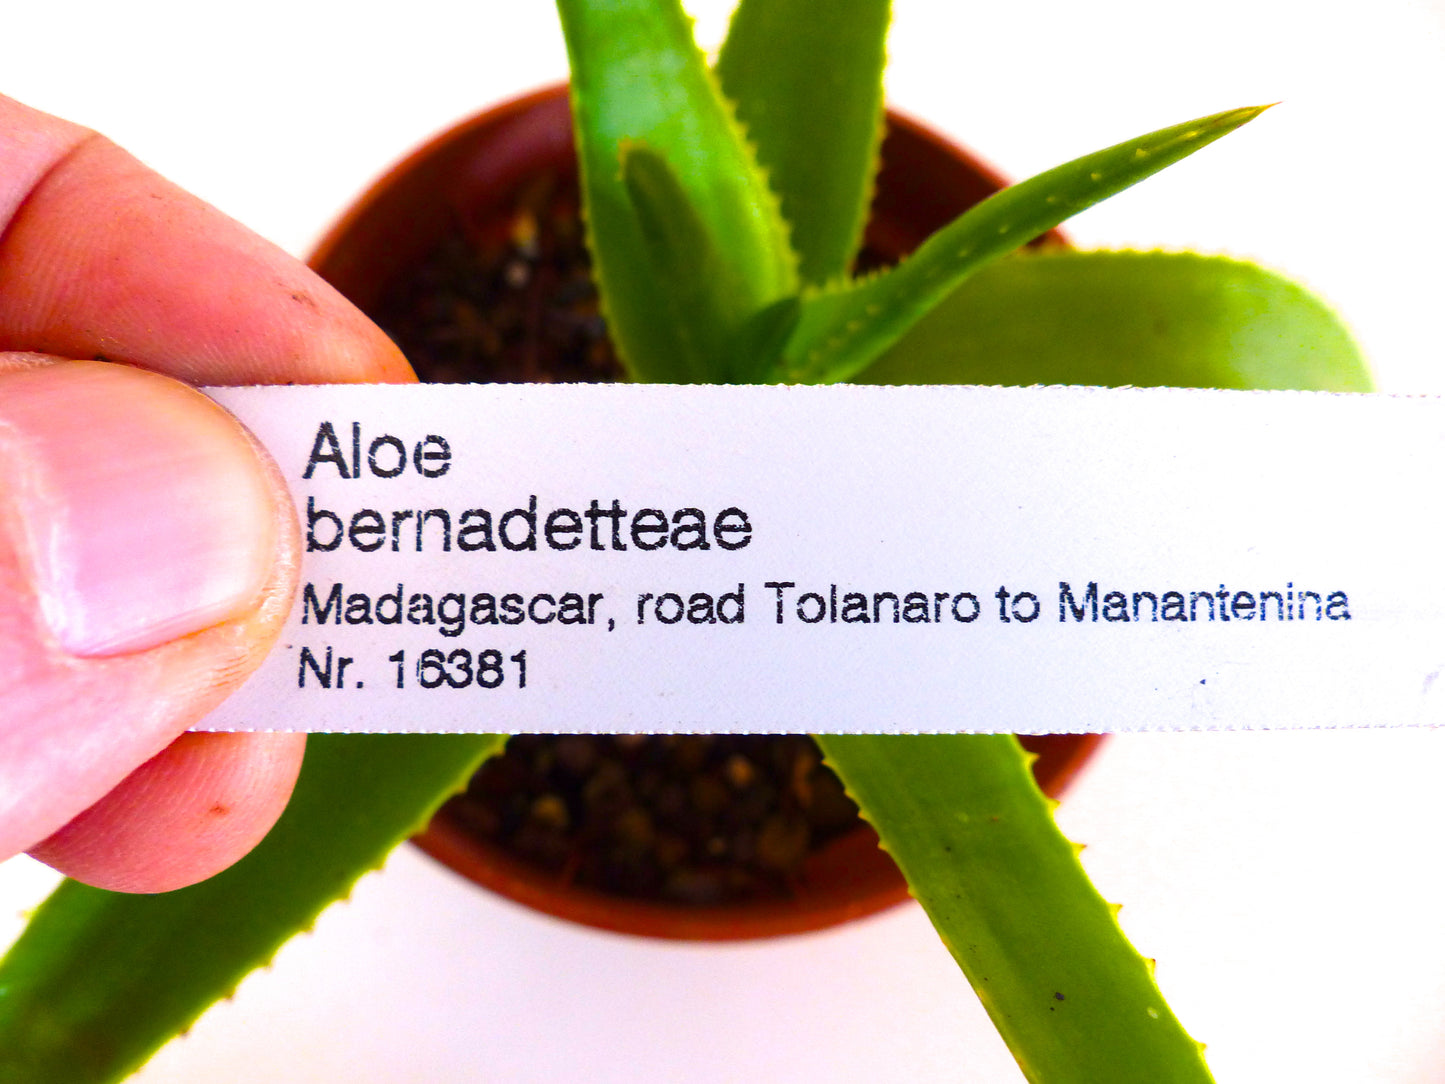 Aloe
bernadetteae
Madagascar, road Tolanaro to Manantenina
Nr. 16381